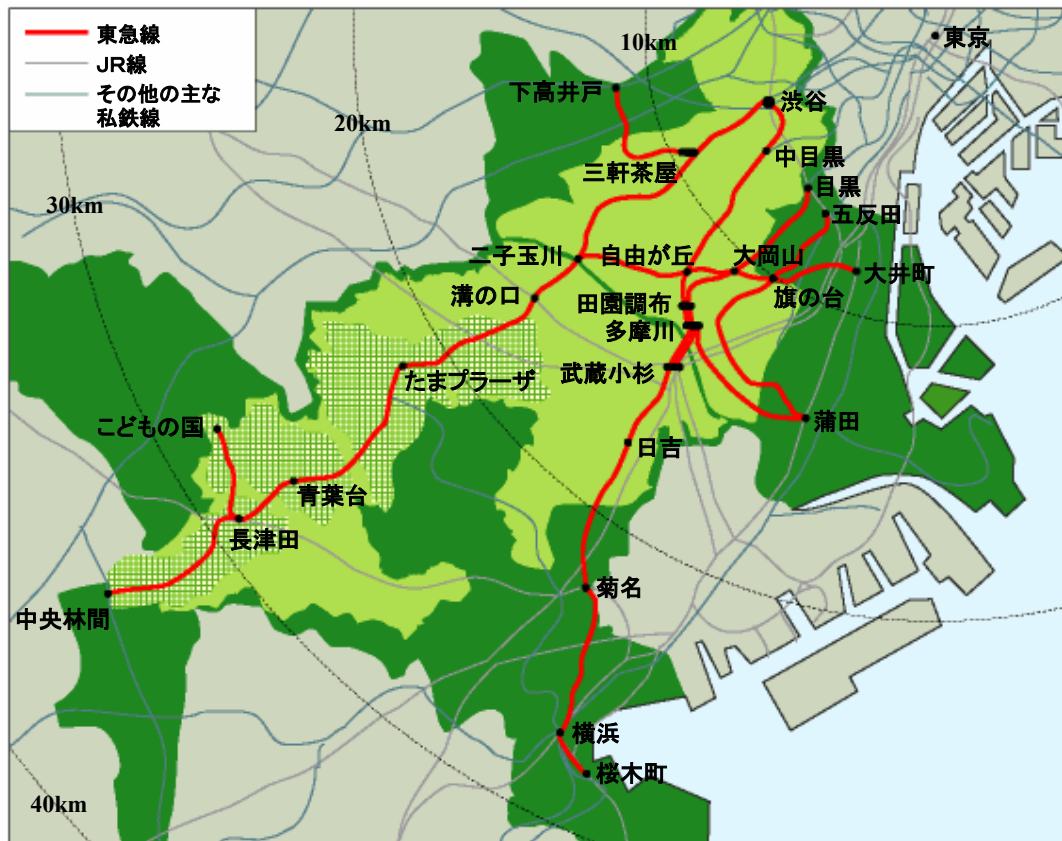 東急線
JR線
その他の主な
私鉄線
10km
東京
下高井戸
渋谷
20km
三軒茶屋
中目黒
目黒
30km
五反田
二子玉川
自由が丘
大岡山
大井町
溝の口
田園調布
旗の台
多摩川
たまプラーザ
武蔵小杉
こどもの国
蒲田
日吉
青葉台
長津田
菊名
中央林間
横浜
桜木町
40km